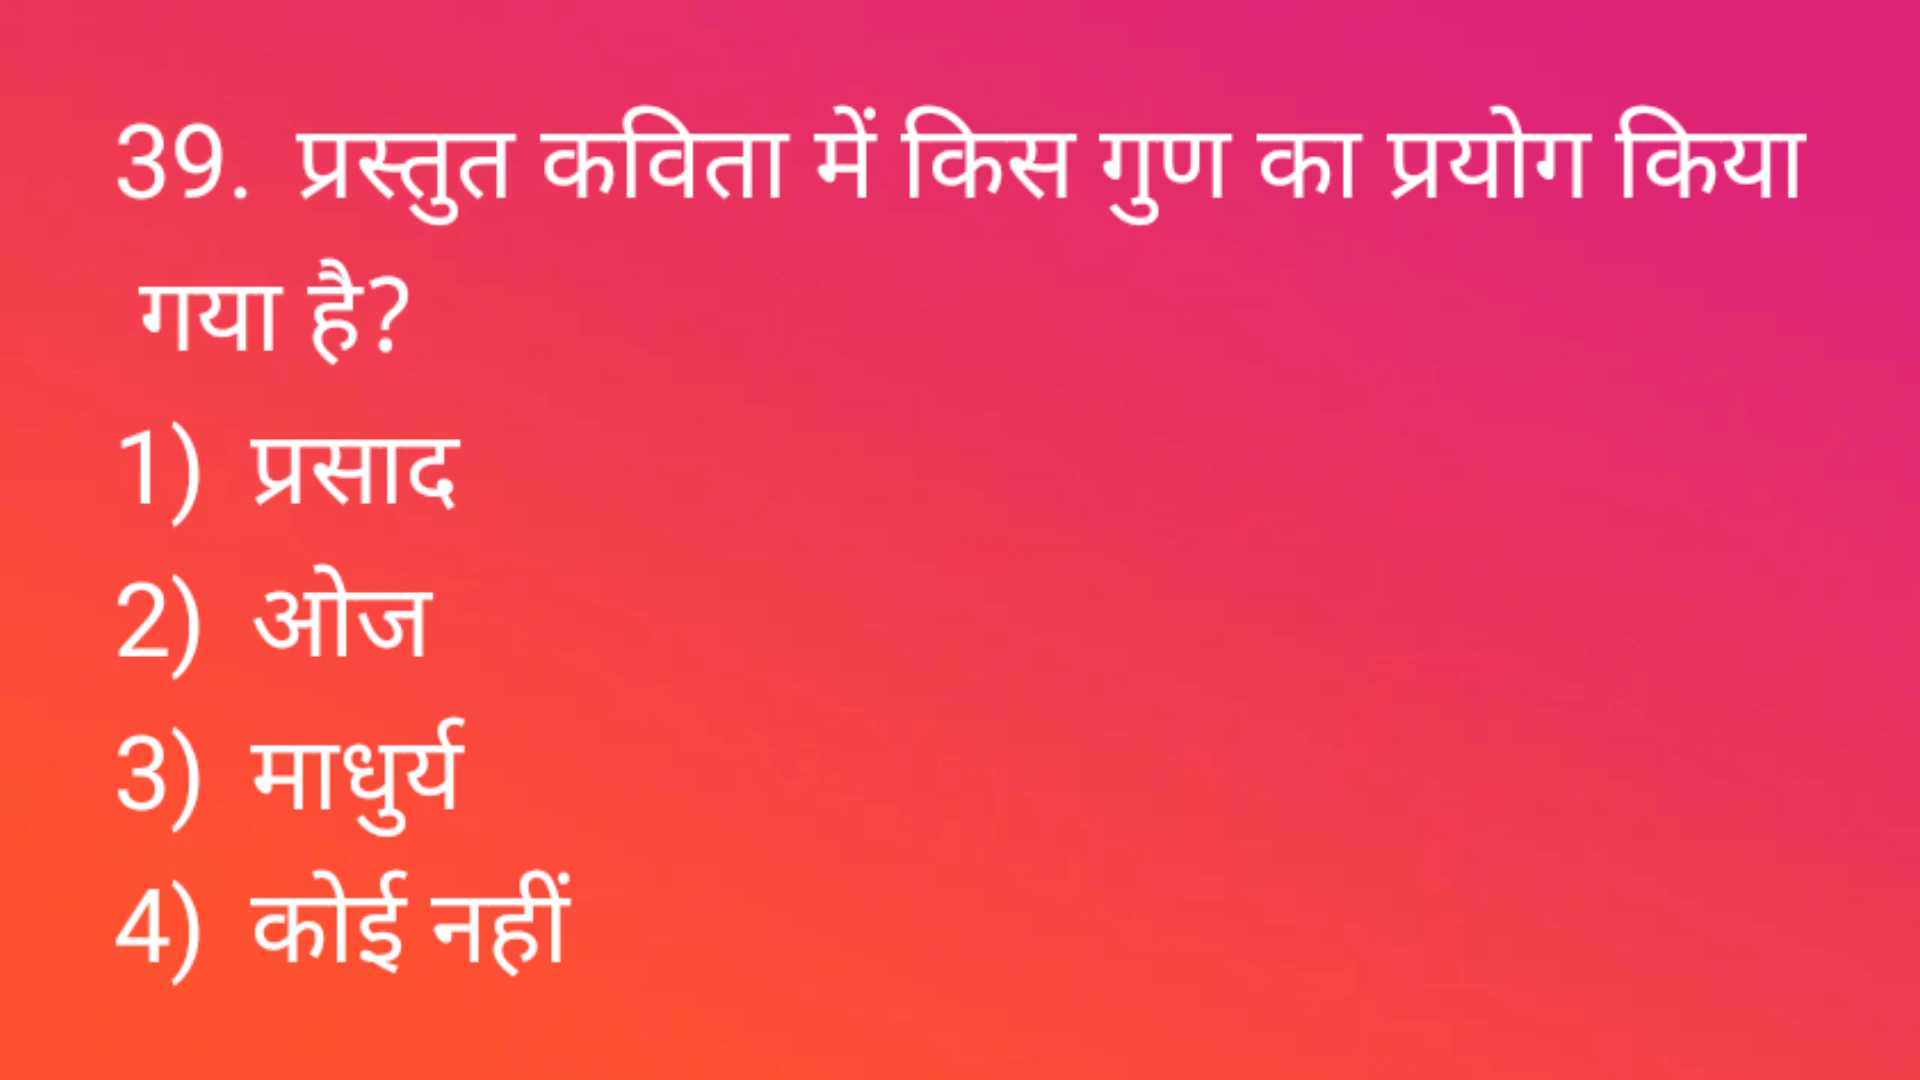 39. प्रस्तुत कविता में किस गुण का प्रयोग किया
गया है?
1) प्रसाद
2) ओज
3) माधुर्य
4) कोई नहीं